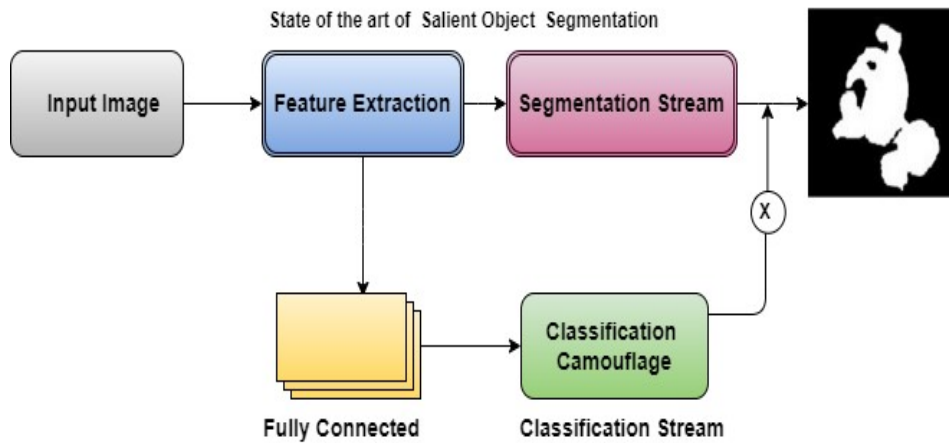 State of the art of Salient Object Segmentation
Input Image
Feature Extraction
Segmentation Stream
X
Classification
Camouflage
Fully Connected
Classification Stream